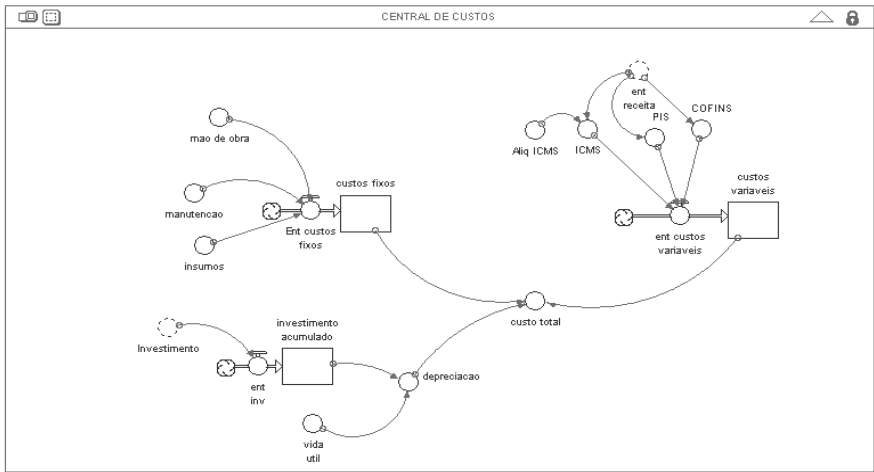 CENTRAL DE CUSTOS
ent
receita
PIS
COFINS
mao de obra
Aliq ICMS
ICMS
custos fixos
custos
variaveis
manutencao
Ent custos
fixos
ent custos
variaveis
insumos
investimento
acumulado
custo total
Investimento
depreciacao
ent
inv
vida
util